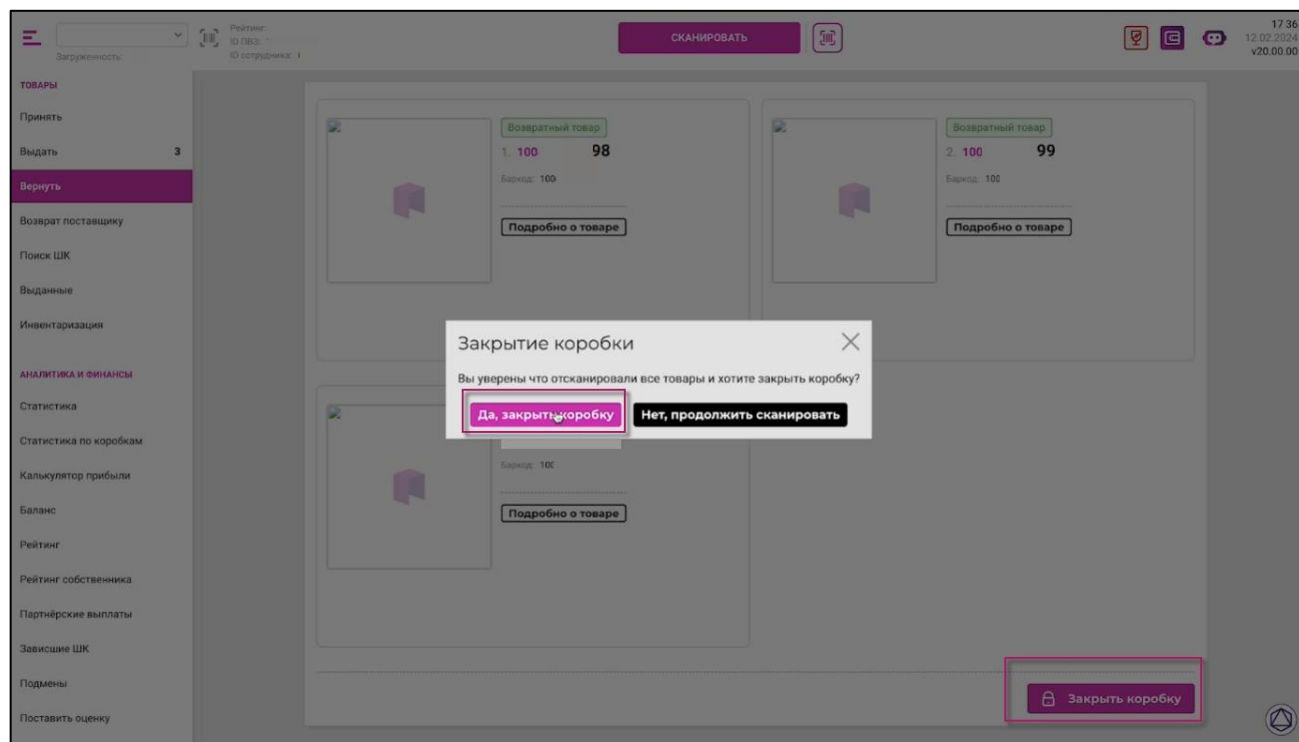 Загруженность:
Рейтинг:
ID ПВЗ:
ID сотрудника:
СКАНИРОВАТЬ
17:36
12.02.2024
v20.00.00
ТОВАРЫ
Принять
Выдать 3
Вернуть
Возврат поставщику
Поиск ШК
Выданные
Инвентаризация
АНАЛИТИКА И ФИНАНСЫ
Статистика
Статистика по коробкам
Калькулятор прибыли
Баланс
Рейтинг
Рейтинг собственника
Партнёрские выплаты
Зависшие ШК
Подмены
Поставить оценку
Возвратный товар
1. 100 98
Баркод: 100
Подробно о товаре
Возвратный товар
2. 100 99
Баркод: 100
Подробно о товаре
Закрытие коробки
Вы уверены что отсканировали все товары и хотите закрыть коробку?
Да, закрыть коробку
Нет, продолжить сканировать
Баркод: 100
Подробно о товаре
Закрыть коробку